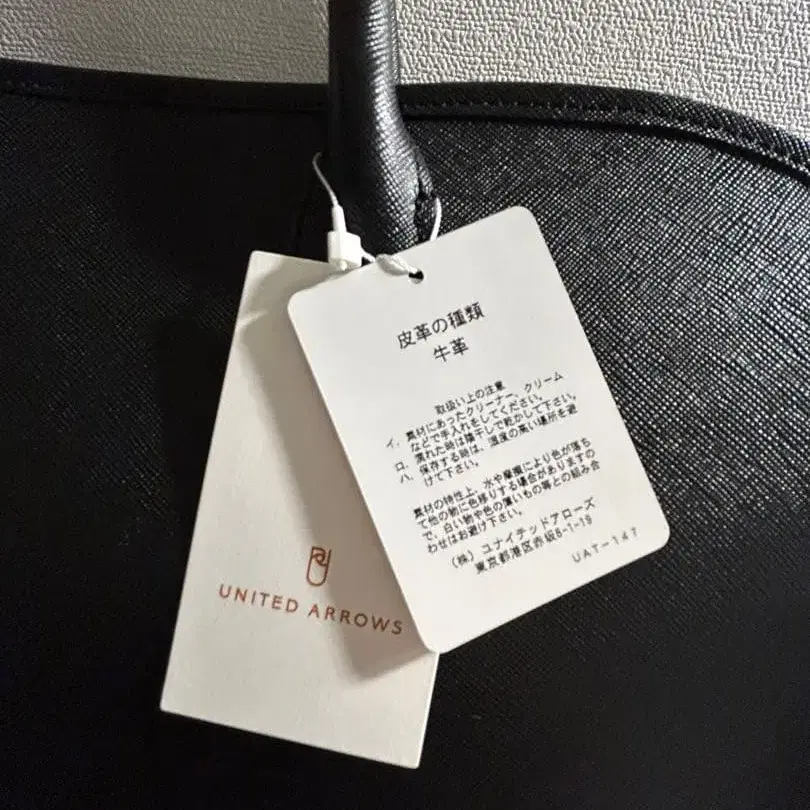 皮革の種類
牛革
取扱い上の注意
イ．素材にあったクリーナー、クリーム
などで手入れをしてください。
ロ．濡れた時は陰干しで乾かして下さい。
ハ．保存する時は、湿度の高い場所を避
けて下さい。
素材の特性上、水や摩擦により色が落ち
て他の物に色移りする場合がありますの
で、白い物や色の薄いもの等との組み合
わせはお避け下さい。
（株）ユナイテッドアローズ
東京都港区赤坂8-1-19
UAT-147
UNITED ARROWS